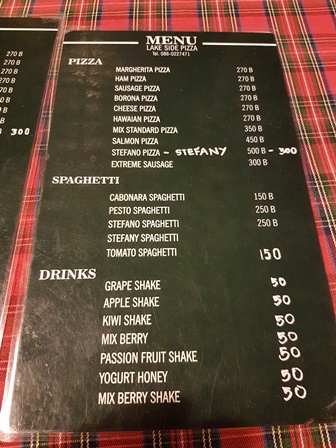 270 B
270 B
270 B
270 B
270 B
270 B
300
MENU
LAKE SIDE PIZZA
Tel. 086-0227471
PIZZA
MARGHERITA PIZZA 270 B
HAM PIZZA 270 B
SAUSAGE PIZZA 270 B
BORONA PIZZA 270 B
CHEESE PIZZA 270 B
HAWAIAN PIZZA 270 B
MIX STANDARD PIZZA 350 B
SALMON PIZZA 450 B
STEFANO PIZZA - STEFANY 500 B - 300
EXTREME SAUSAGE 300 B
SPAGHETTI
CABONARA SPAGHETTI 150 B
PESTO SPAGHETTI 250 B
STEFANO SPAGHETTI 250 B
STEFANY SPAGHETTI
TOMATO SPAGHETTI 150
DRINKS
GRAPE SHAKE 50
APPLE SHAKE 50
KIWI SHAKE 50
MIX BERRY 50
PASSION FRUIT SHAKE 50
YOGURT HONEY 50
MIX BERRY SHAKE 50